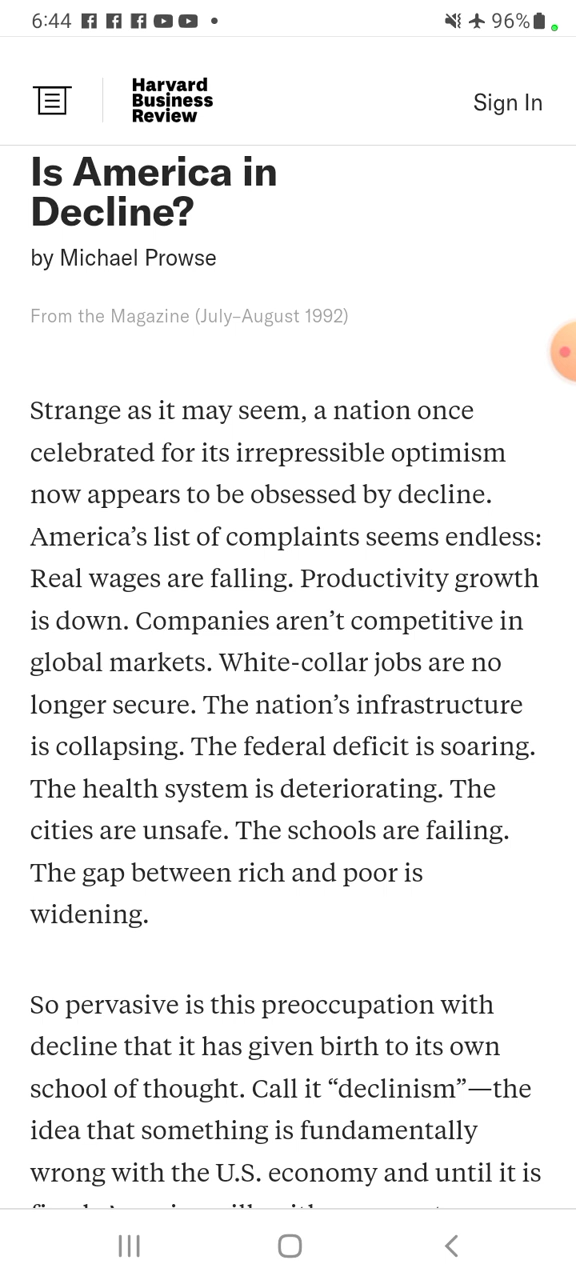 6:44
96%
Harvard
Business
Review
Sign In
Is America in
Decline?
by Michael Prowse
From the Magazine (July–August 1992)
Strange as it may seem, a nation once
celebrated for its irrepressible optimism
now appears to be obsessed by decline.
America’s list of complaints seems endless:
Real wages are falling. Productivity growth
is down. Companies aren’t competitive in
global markets. White-collar jobs are no
longer secure. The nation’s infrastructure
is collapsing. The federal deficit is soaring.
The health system is deteriorating. The
cities are unsafe. The schools are failing.
The gap between rich and poor is
widening.
So pervasive is this preoccupation with
decline that it has given birth to its own
school of thought. Call it “declinism”—the
idea that something is fundamentally
wrong with the U.S. economy and until it is